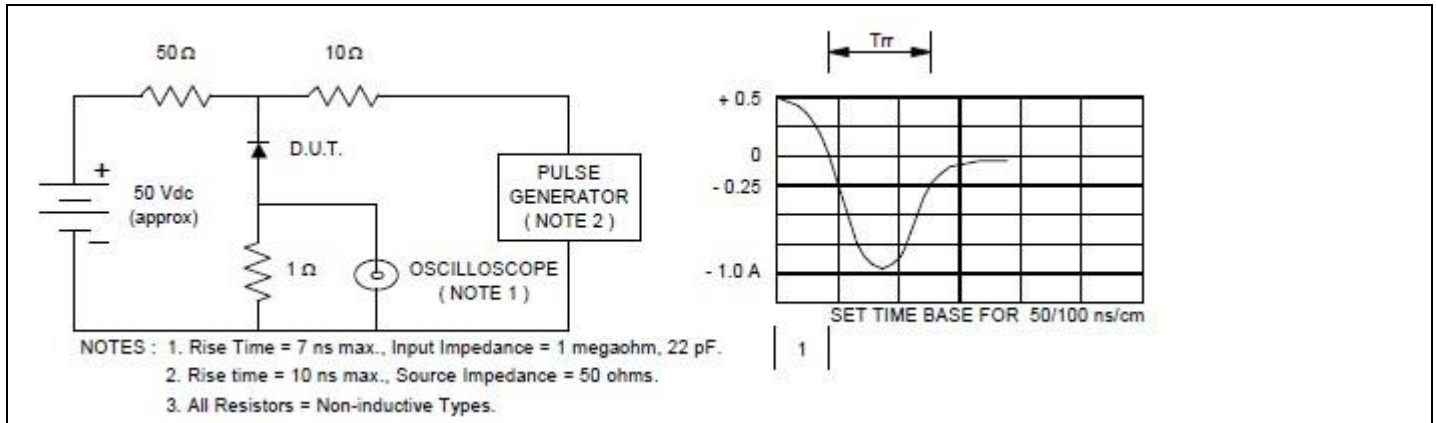 50 Ω
10 Ω
D.U.T.
+
50 Vdc
(approx)
−
1 Ω
OSCILLOSCOPE
( NOTE 1 )
PULSE
GENERATOR
( NOTE 2 )
Trr
+ 0.5
0
- 0.25
- 1.0 A
SET TIME BASE FOR 50/100 ns/cm
1
NOTES : 1. Rise Time = 7 ns max., Input Impedance = 1 megaohm, 22 pF.
2. Rise time = 10 ns max., Source Impedance = 50 ohms.
3. All Resistors = Non-inductive Types.